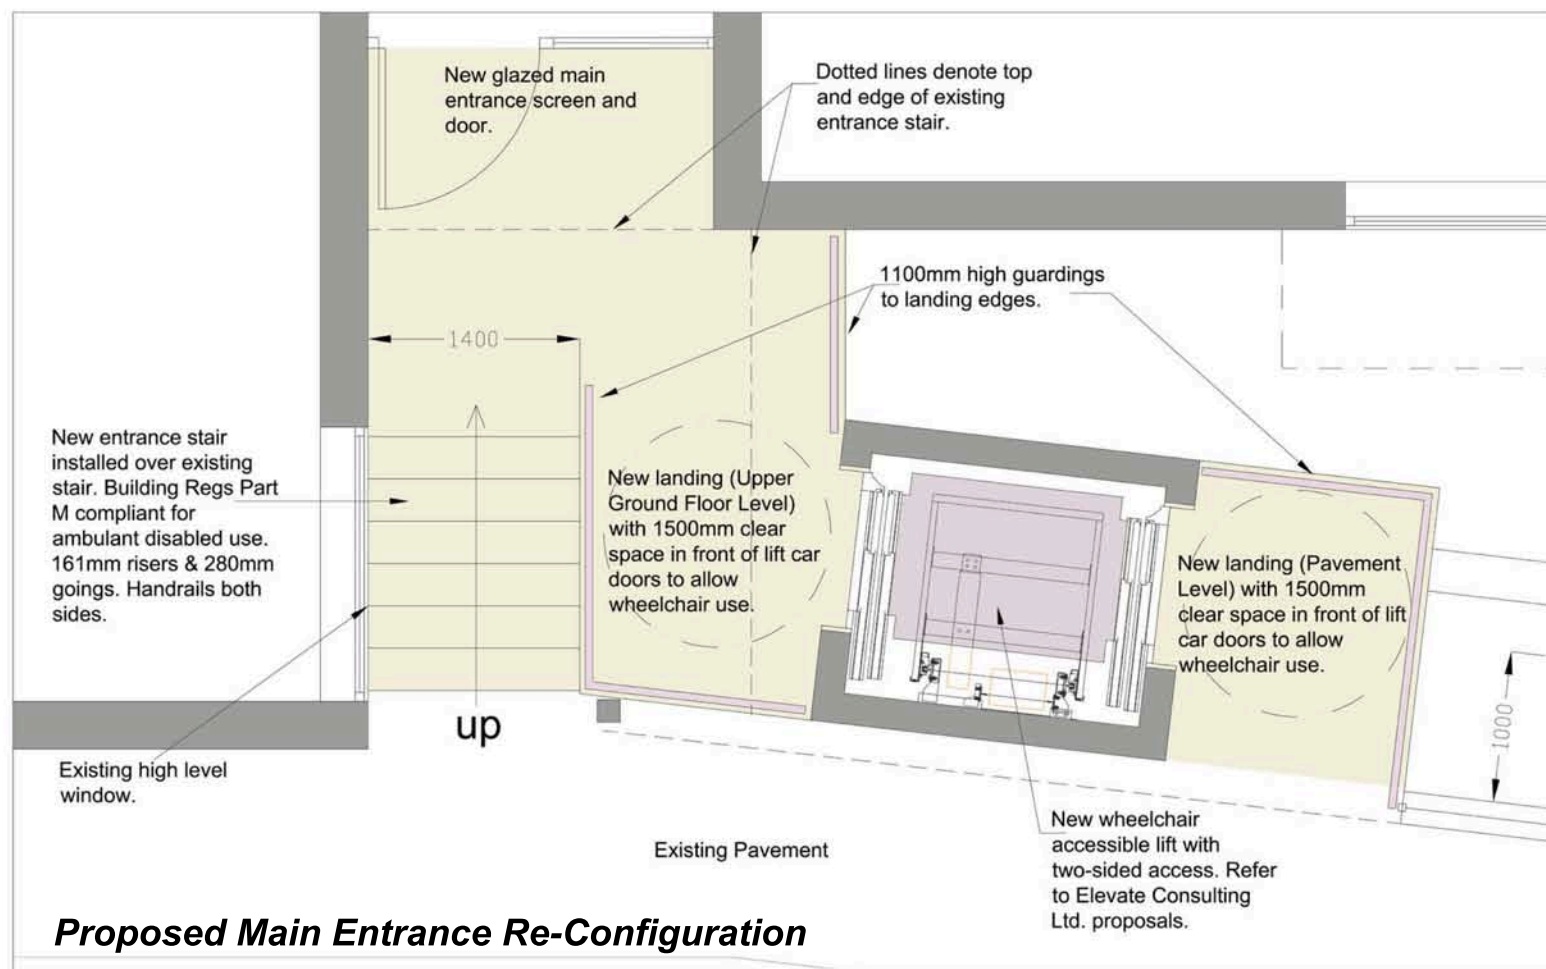 New glazed main
entrance screen and
door.
Dotted lines denote top
and edge of existing
entrance stair.
1100mm high guardings
to landing edges.
1400
New entrance stair
installed over existing
stair. Building Regs Part
M compliant for
ambulant disabled use.
161mm risers & 280mm
goings. Handrails both
sides.
New landing (Upper
Ground Floor Level)
with 1500mm clear
space in front of lift car
doors to allow
wheelchair use.
New landing (Pavement
Level) with 1500mm
clear space in front of lift
car doors to allow
wheelchair use.
up
1000
Existing high level
window.
New wheelchair
accessible lift with
two-sided access. Refer
to Elevate Consulting
Ltd. proposals.
Existing Pavement
Proposed Main Entrance Re-Configuration